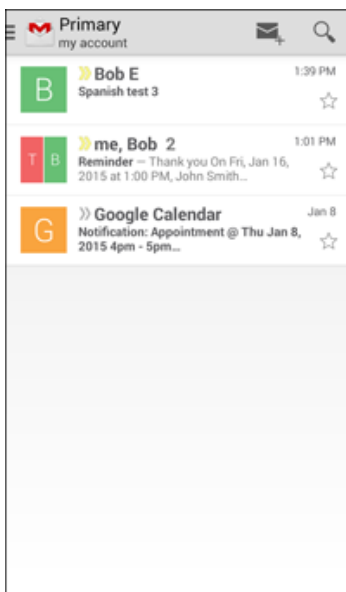 Primary
my account
B
Bob E
1:39 PM
Spanish test 3
T B
me, Bob 2
1:01 PM
Reminder – Thank you On Fri, Jan 16,
2015 at 1:00 PM, John Smith...
G
Google Calendar
Jan 8
Notification: Appointment @ Thu Jan 8,
2015 4pm - 5pm...